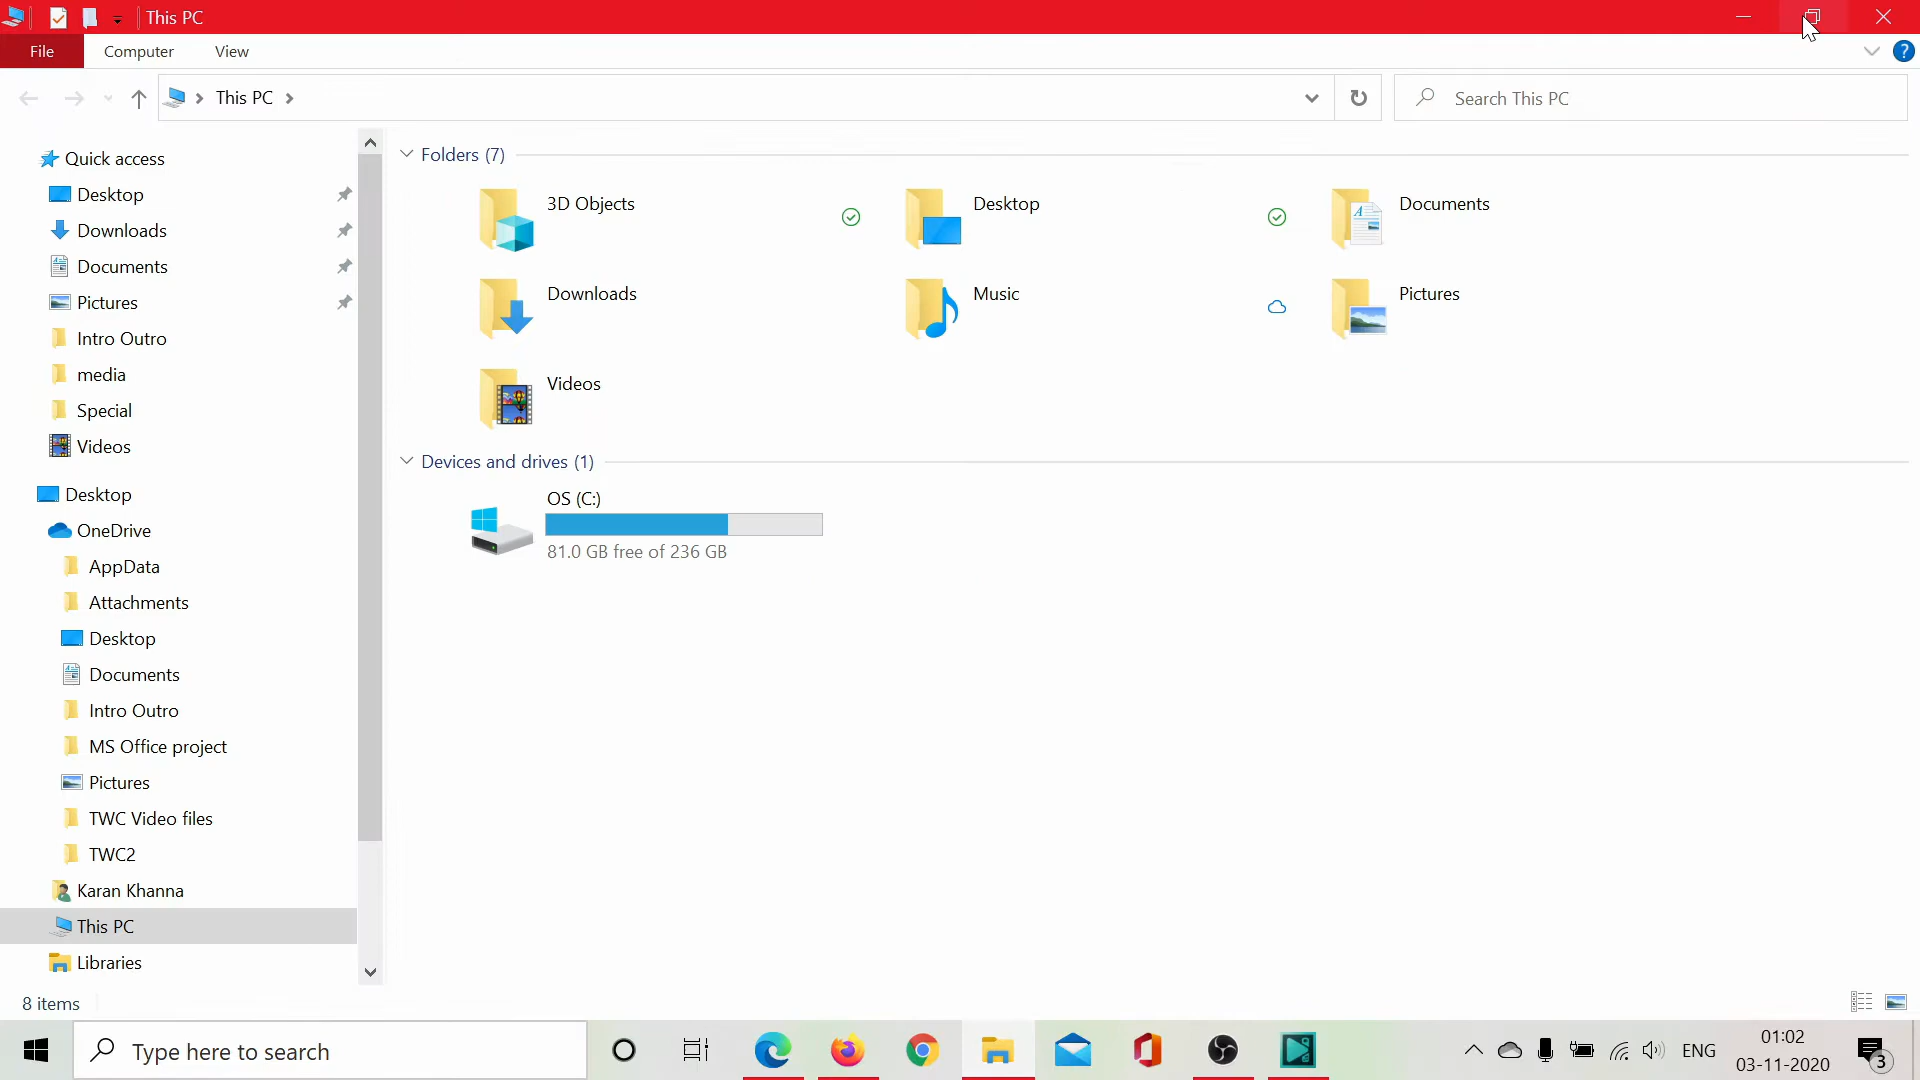 This PC
File Computer View
This PC
Search This PC
Quick access
Desktop
Downloads
Documents
Pictures
Intro Outro
media
Special
Videos
Desktop
OneDrive
AppData
Attachments
Desktop
Documents
Intro Outro
MS Office project
Pictures
TWC Video files
TWC2
Karan Khanna
This PC
Libraries
Folders (7)
3D Objects
Desktop
Documents
Downloads
Music
Pictures
Videos
Devices and drives (1)
OS (C:)
81.0 GB free of 236 GB
8 items
Type here to search
ENG
01:02
03-11-2020
3